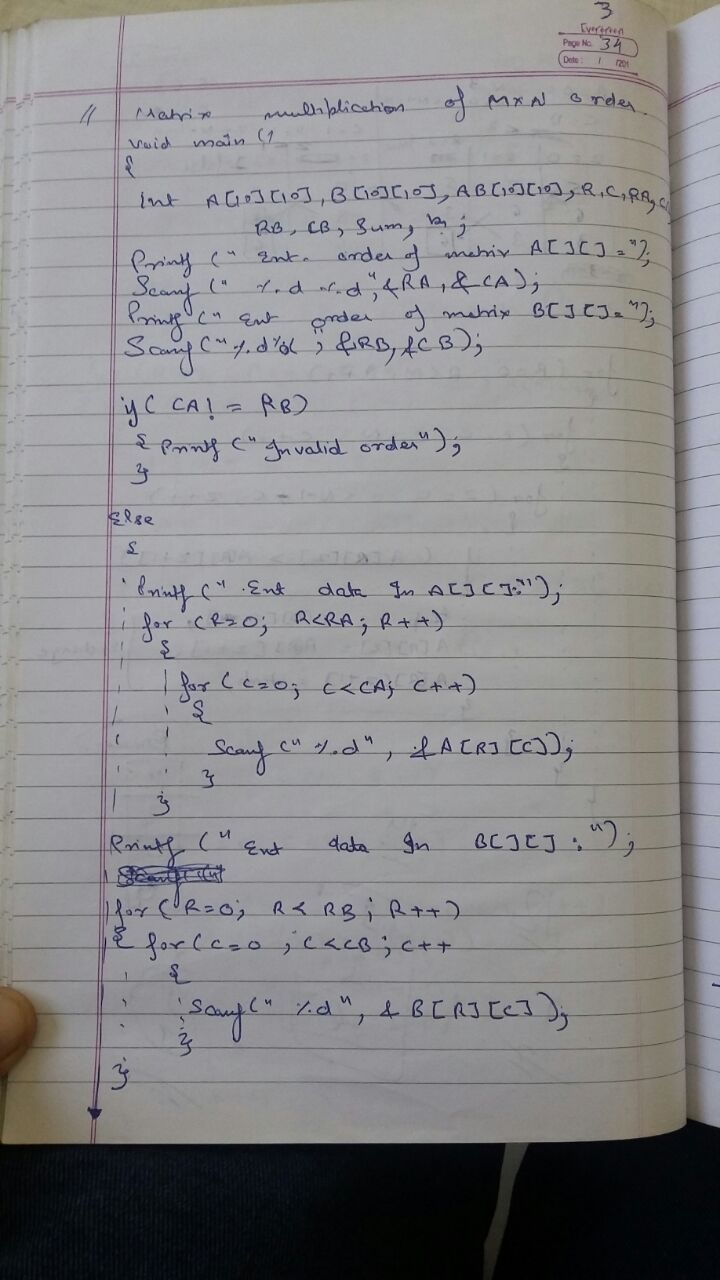 3
Evergreen
Page No. 34
Date : / /201
// Matrix multiplication of M×N order.
void main ()
{
int A[10][10], B[10][10], AB[10][10], R, C, RA, C
RB, CB, Sum, k;
Printf (" Ent. order of metrix A[][]=");
Scanf (" %d %d", &RA, &CA);
Printf (" Ent order of metrix B[][]=");
Scanf ("%d%d", &RB, &CB);
if( CA! = RB)
{ Printf (" Invalid order");
}
Else
{
Printf (" Ent data In A[][]:");
for (R=0; R<RA; R++)
{
for (C=0; C<CA; C++)
{
Scanf (" %d", &A[R][C]);
}
}
Printf (" Ent data In B[][] :");
for (R=0; R< RB; R++)
{ for(C=0 ; C<CB; C++
{
Scanf(" %d", & B[R][C]);
}
}